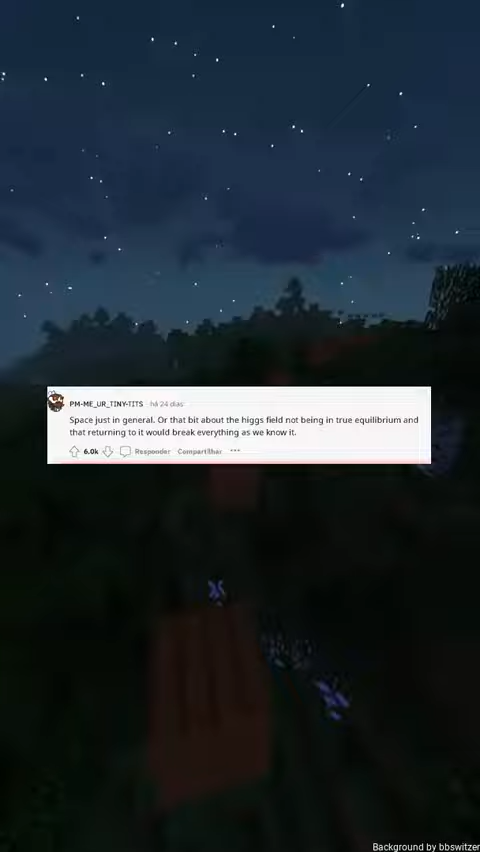 PM-ME_UR_TINY-TITS · há 24 dias
Space just in general. Or that bit about the higgs field not being in true equilibrium and
that returning to it would break everything as we know it.
6.0k Responder Compartilhar ...
Background by bbswitzer